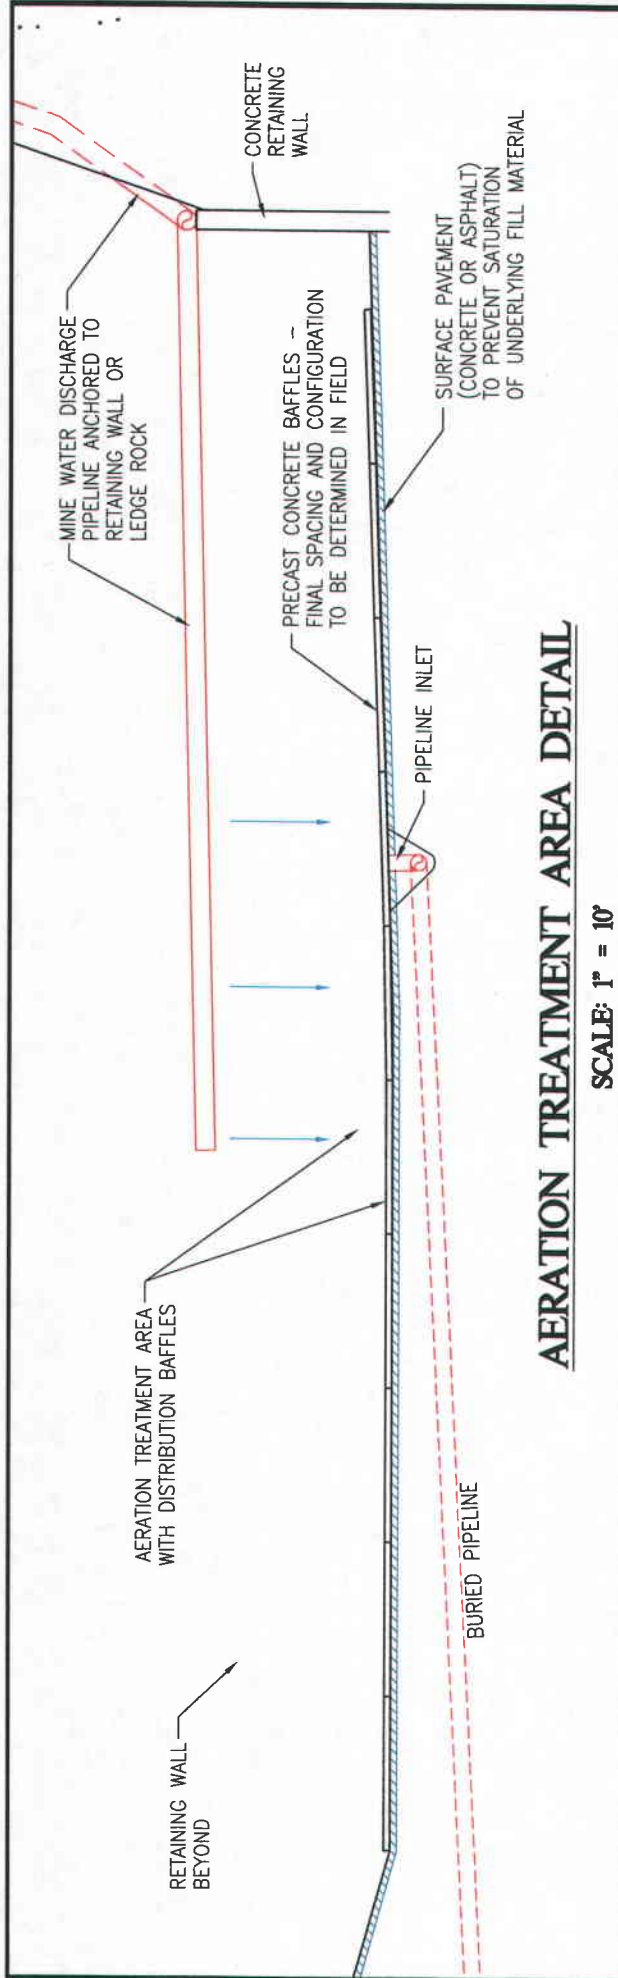 RETAINING WALL
BEYOND
AERATION TREATMENT AREA
WITH DISTRIBUTION BAFFLES
MINE WATER DISCHARGE
PIPELINE ANCHORED TO
RETAINING WALL OR
LEDGE ROCK
CONCRETE
RETAINING
WALL
PRECAST CONCRETE BAFFLES –
FINAL SPACING AND CONFIGURATION
TO BE DETERMINED IN FIELD
PIPELINE INLET
SURFACE PAVEMENT
(CONCRETE OR ASPHALT)
TO PREVENT SATURATION
OF UNDERLYING FILL MATERIAL
BURIED PIPELINE
AERATION TREATMENT AREA DETAIL
SCALE: 1" = 10'